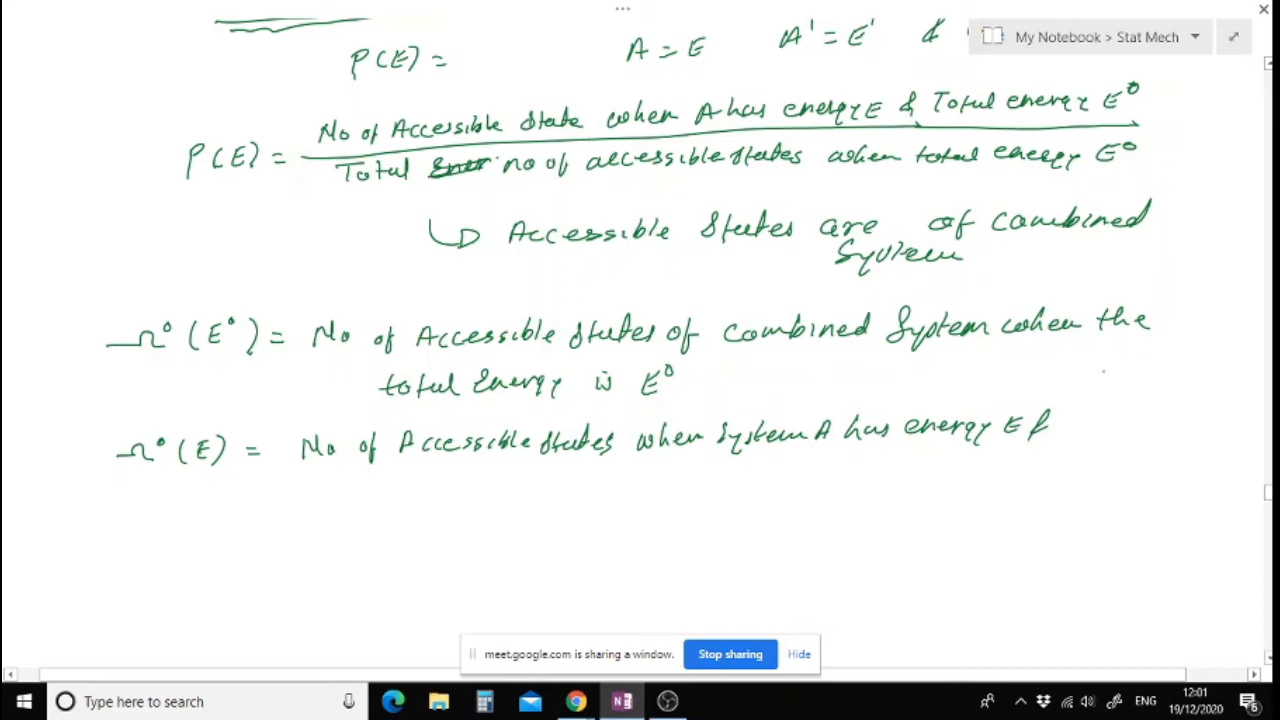 P(E) = A = E A' = E' &
My Notebook > Stat Mech
P(E) = No of Accessible State when A has energy E & Total energy E⁰
Total no of accessible states when total energy E⁰
↳ Accessible States are of combined
System
Ω⁰(E⁰) = No of Accessible States of combined System when the
total Energy is E⁰
Ω⁰(E) = No of Accessible states when System A has energy E &
meet.google.com is sharing a window. Stop sharing Hide
Type here to search
ENG
12:01
19/12/2020
6